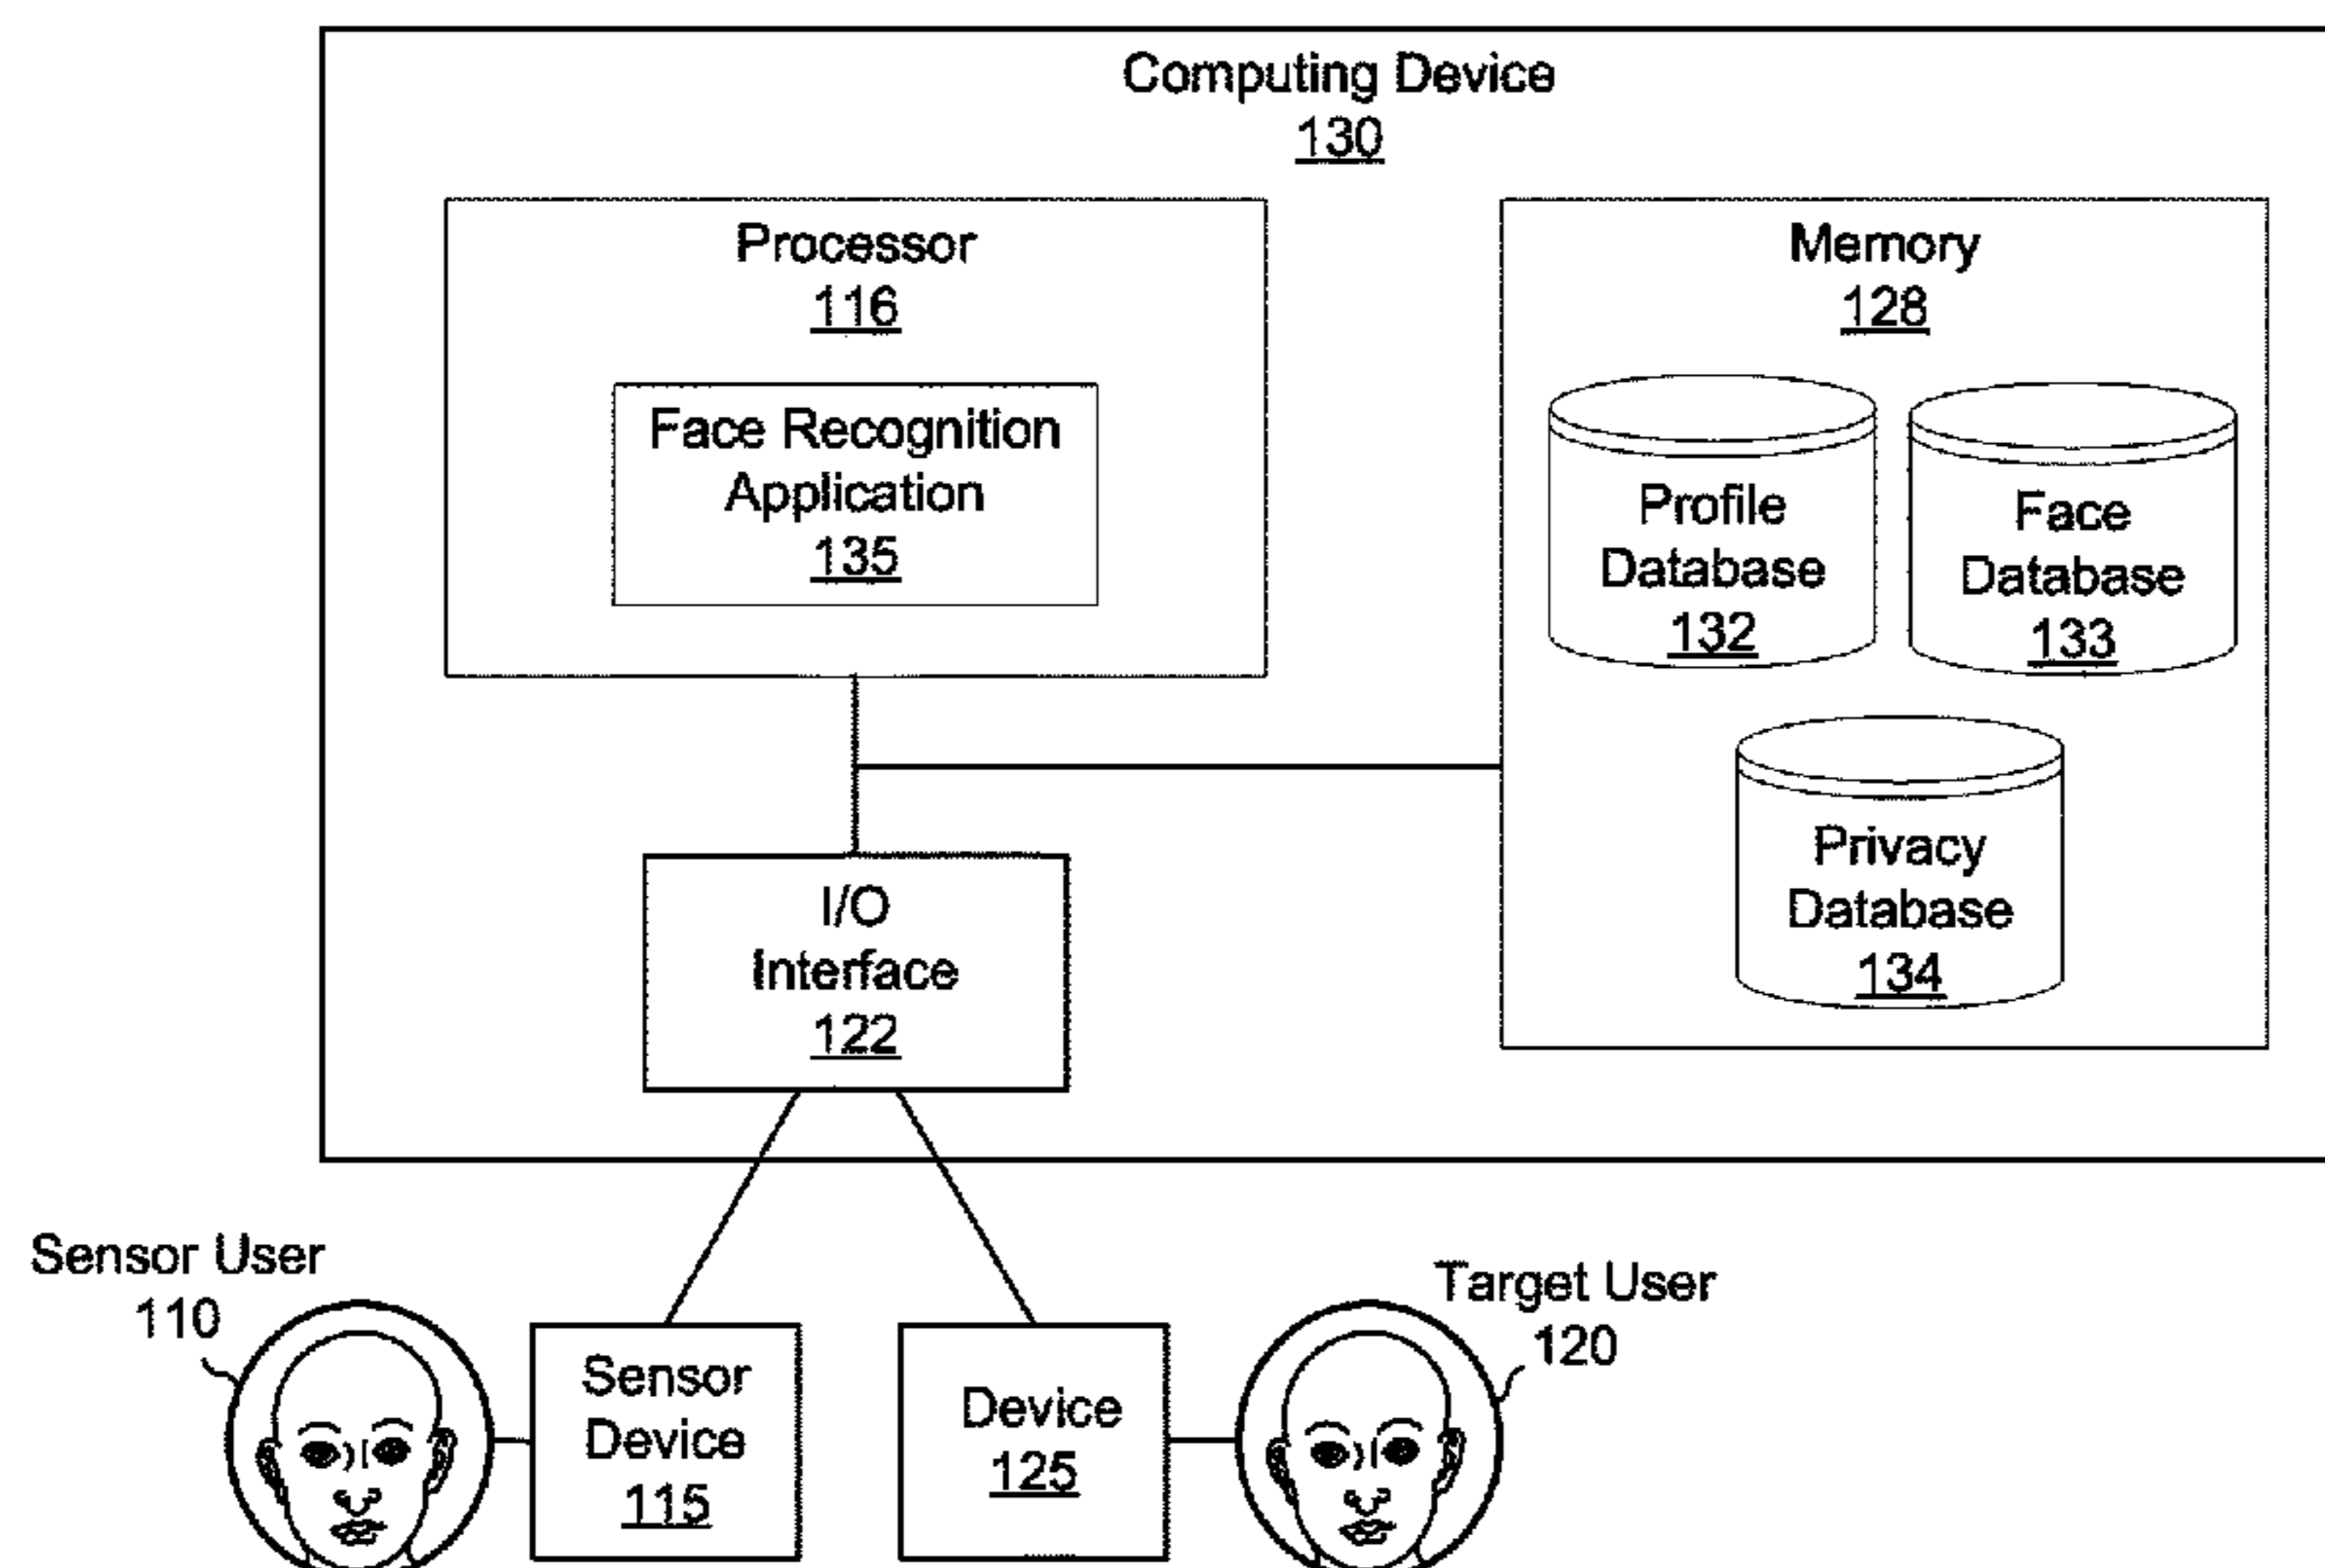 Computing Device
130
Processor
116
Face Recognition
Application
135
Memory
128
Profile
Database
132
Face
Database
133
Privacy
Database
134
I/O
Interface
122
Sensor User
110
Sensor
Device
115
Device
125
Target User
120